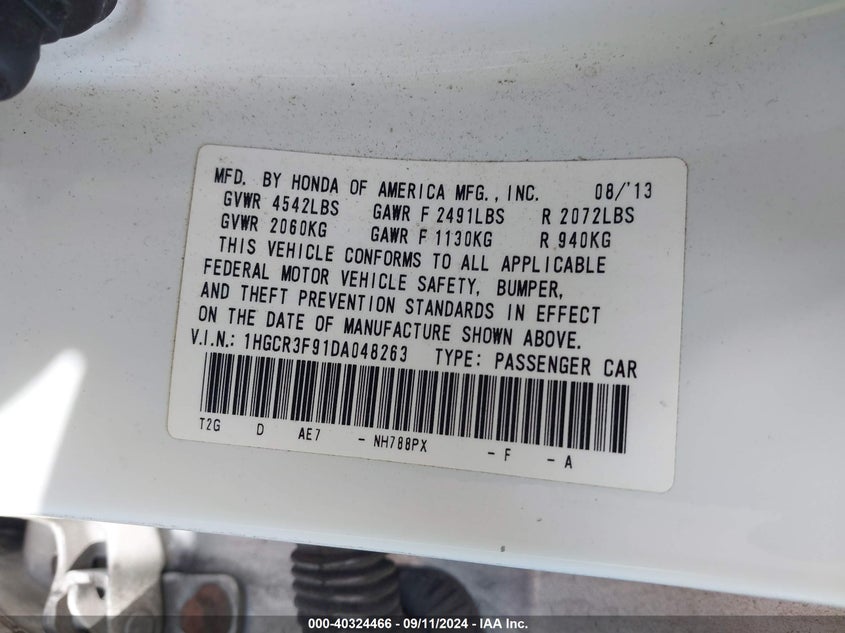 MFD. BY HONDA OF AMERICA MFG., INC. 08/'13
GVWR 4542LBS GAWR F 2491LBS R 2072LBS
GVWR 2060KG GAWR F 1130KG R 940KG
THIS VEHICLE CONFORMS TO ALL APPLICABLE
FEDERAL MOTOR VEHICLE SAFETY, BUMPER,
AND THEFT PREVENTION STANDARDS IN EFFECT
ON THE DATE OF MANUFACTURE SHOWN ABOVE.
V.I.N.: 1HGCR3F91DA048263 TYPE: PASSENGER CAR
T2G D AE7 - NH788PX - F - A
000-40324466 - 09/11/2024 - IAA Inc.